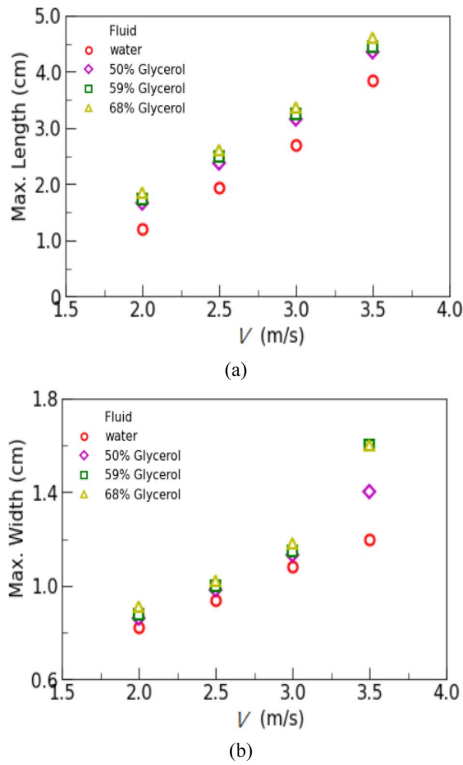 5.0
4.0
3.0
2.0
1.0
0
Max. Length (cm)
Fluid
water
50% Glycerol
59% Glycerol
68% Glycerol
1.5 2.0 2.5 3.0 3.5 4.0
V (m/s)
(a)
1.8
1.4
1.0
0.6
Max. Width (cm)
Fluid
water
50% Glycerol
59% Glycerol
68% Glycerol
1.5 2.0 2.5 3.0 3.5 4.0
V (m/s)
(b)